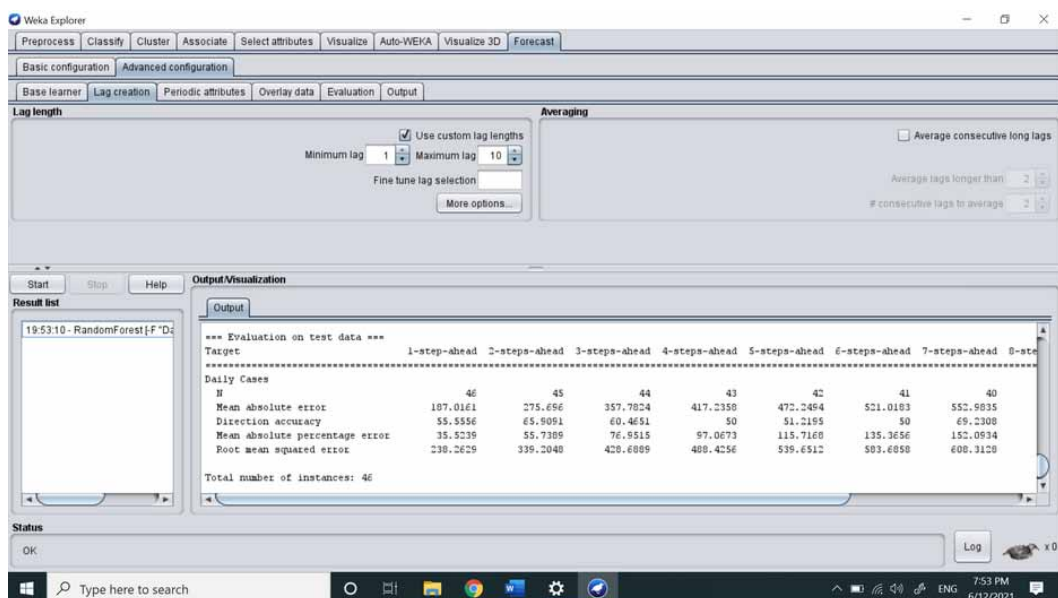 Weka Explorer
Preprocess Classify Cluster Associate Select attributes Visualize Auto-WEKA Visualize 3D Forecast
Basic configuration Advanced configuration
Base learner Lag creation Periodic attributes Overlay data Evaluation Output
Lag length
Use custom lag lengths
Minimum lag 1 Maximum lag 10
Fine tune lag selection
More options...
Averaging
Average consecutive long lags
Average lags longer than 2
# consecutive lags to average 2
Start Stop Help
Result list
19:53:10 - RandomForest [-F "Da
Output/Visualization
Output
=== Evaluation on test data ===
Target 1-step-ahead 2-steps-ahead 3-steps-ahead 4-steps-ahead 5-steps-ahead 6-steps-ahead 7-steps-ahead 8-ste
==========================================================================================
Daily Cases
N 46 45 44 43 42 41 40
Mean absolute error 187.0161 275.696 357.7824 417.2358 472.2494 521.0183 552.9835
Direction accuracy 55.5556 65.9091 60.4651 50 51.2195 50 69.2308
Mean absolute percentage error 35.5239 55.7389 76.9515 97.0673 115.7168 135.3656 152.0934
Root mean squared error 238.2629 339.2048 428.6889 488.4256 539.6512 583.6858 608.3128
Total number of instances: 46
Status
OK
Log x 0
Type here to search
ENG
7:53 PM
6/12/2021